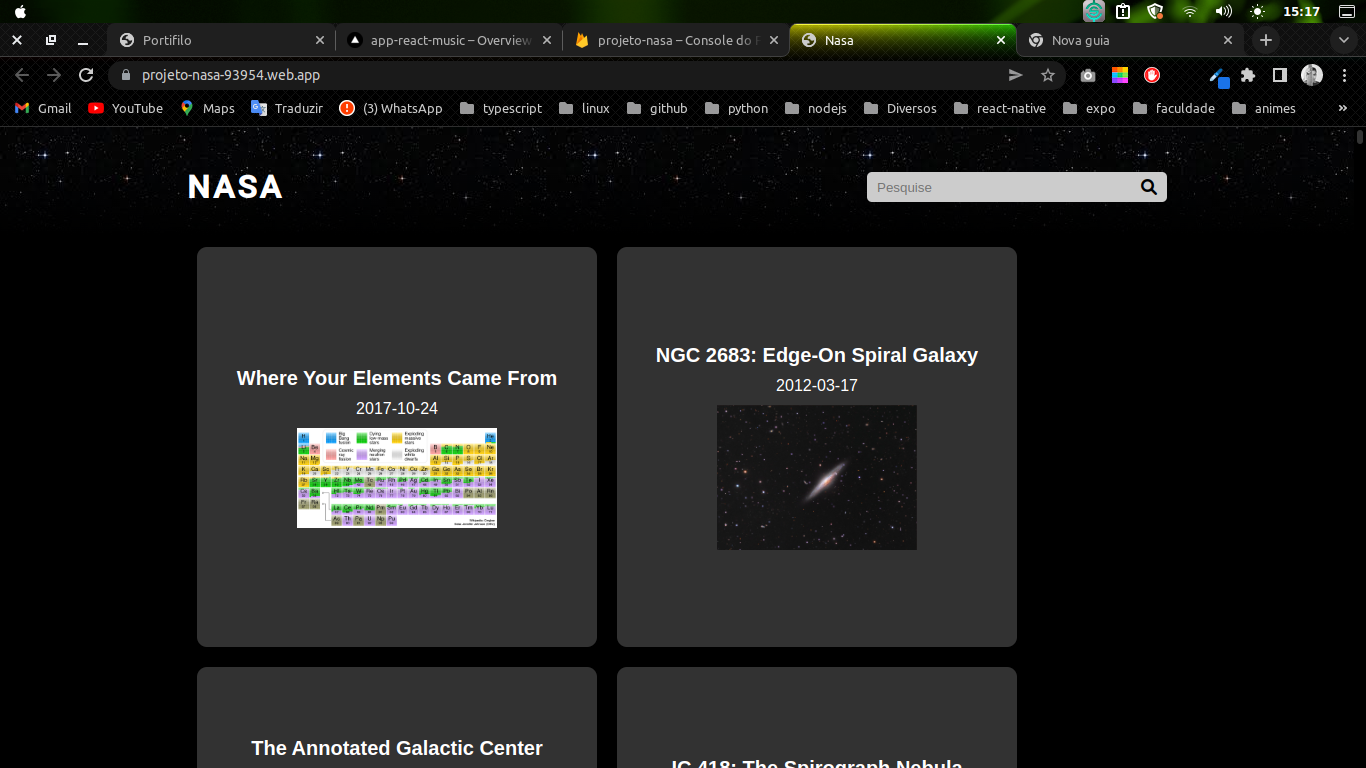 15:17
Portifilo
app-react-music – Overview
projeto-nasa – Console do F
Nasa
Nova guia
projeto-nasa-93954.web.app
Gmail
YouTube
Maps
Traduzir
(3) WhatsApp
typescript
linux
github
python
nodejs
Diversos
react-native
expo
faculdade
animes
»
NASA
Pesquise
Where Your Elements Came From
2017-10-24
NGC 2683: Edge-On Spiral Galaxy
2012-03-17
The Annotated Galactic Center
IC 418: The Spirograph Nebula